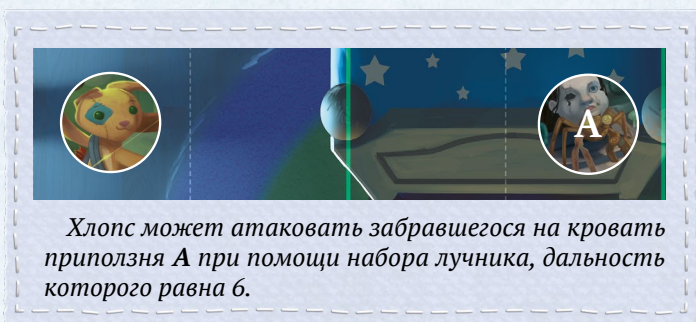 A
Хлопс может атаковать забравшегося на кровать
приползня А при помощи набора лучника, дальность
которого равна 6.